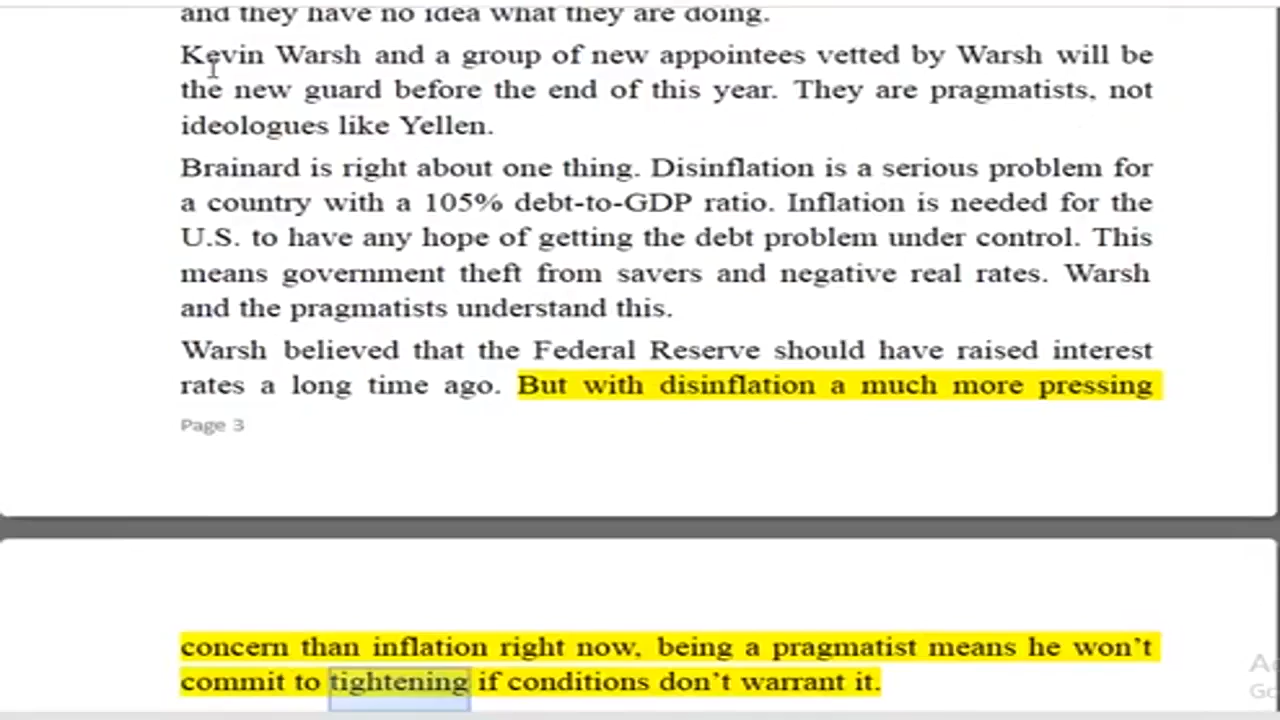 and they have no idea what they are doing.
Kevin Warsh and a group of new appointees vetted by Warsh will be
the new guard before the end of this year. They are pragmatists, not
ideologues like Yellen.
Brainard is right about one thing. Disinflation is a serious problem for
a country with a 105% debt-to-GDP ratio. Inflation is needed for the
U.S. to have any hope of getting the debt problem under control. This
means government theft from savers and negative real rates. Warsh
and the pragmatists understand this.
Warsh believed that the Federal Reserve should have raised interest
rates a long time ago. But with disinflation a much more pressing
Page 3
concern than inflation right now, being a pragmatist means he won’t
commit to tightening if conditions don’t warrant it.